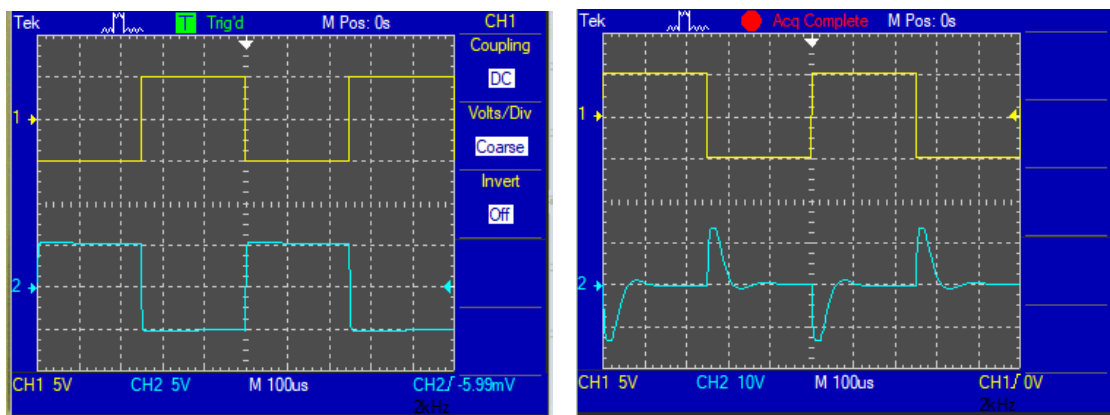 Tek T Trig'd M Pos: 0s CH1
Coupling
DC
1
Volts/Div
Coarse
Invert
Off
2
CH1 5V CH2 5V M 100us CH2 -5.99mV
2kHz
Tek Acq Complete M Pos: 0s
1
2
CH1 5V CH2 10V M 100us CH1 0V
2kHz